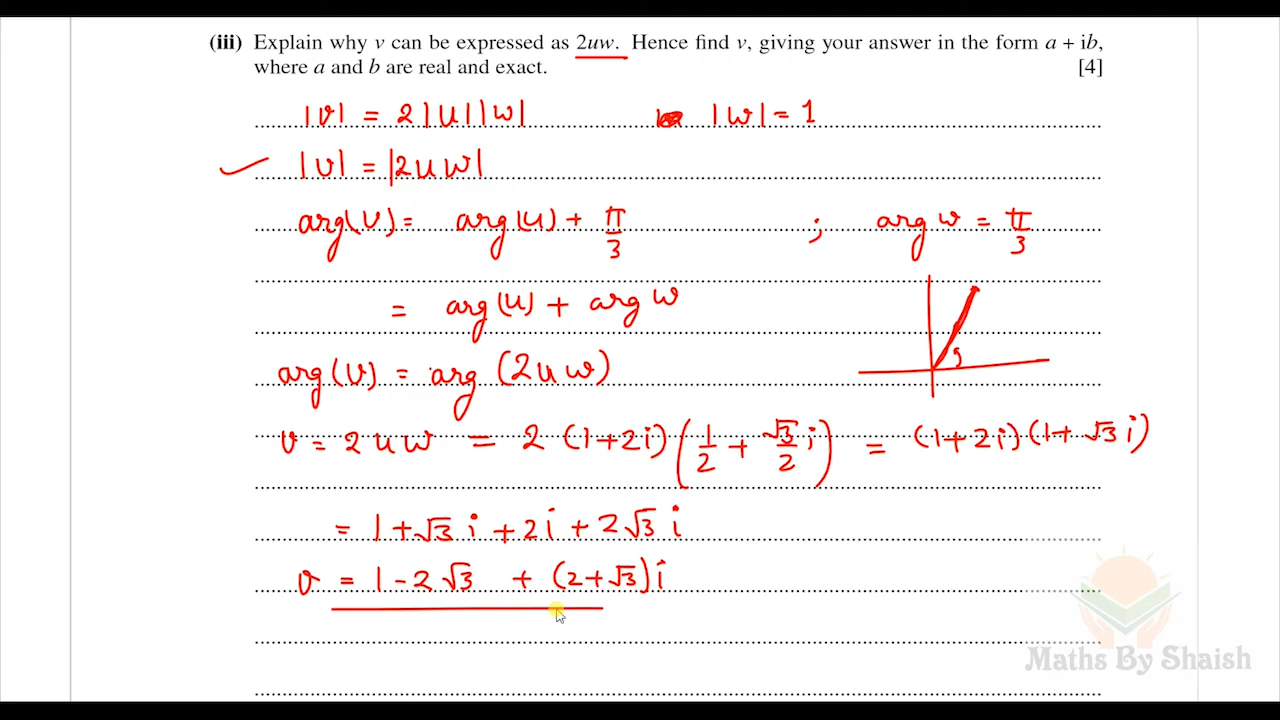 (iii) Explain why v can be expressed as 2uw. Hence find v, giving your answer in the form a + ib,
where a and b are real and exact. [4]
|v| = 2|u||w| |w| = 1
|v| = |2uw|
arg(v) = arg(u) + π/3 ; arg w = π/3
= arg(u) + arg w
arg(v) = arg (2uw)
v = 2uw = 2 (1+2i)(1/2 + √3/2 i) = (1+2i)(1+√3 i)
= 1+√3 i + 2i + 2√3 i
v = 1-2√3 + (2+√3)i
Maths By Shaish